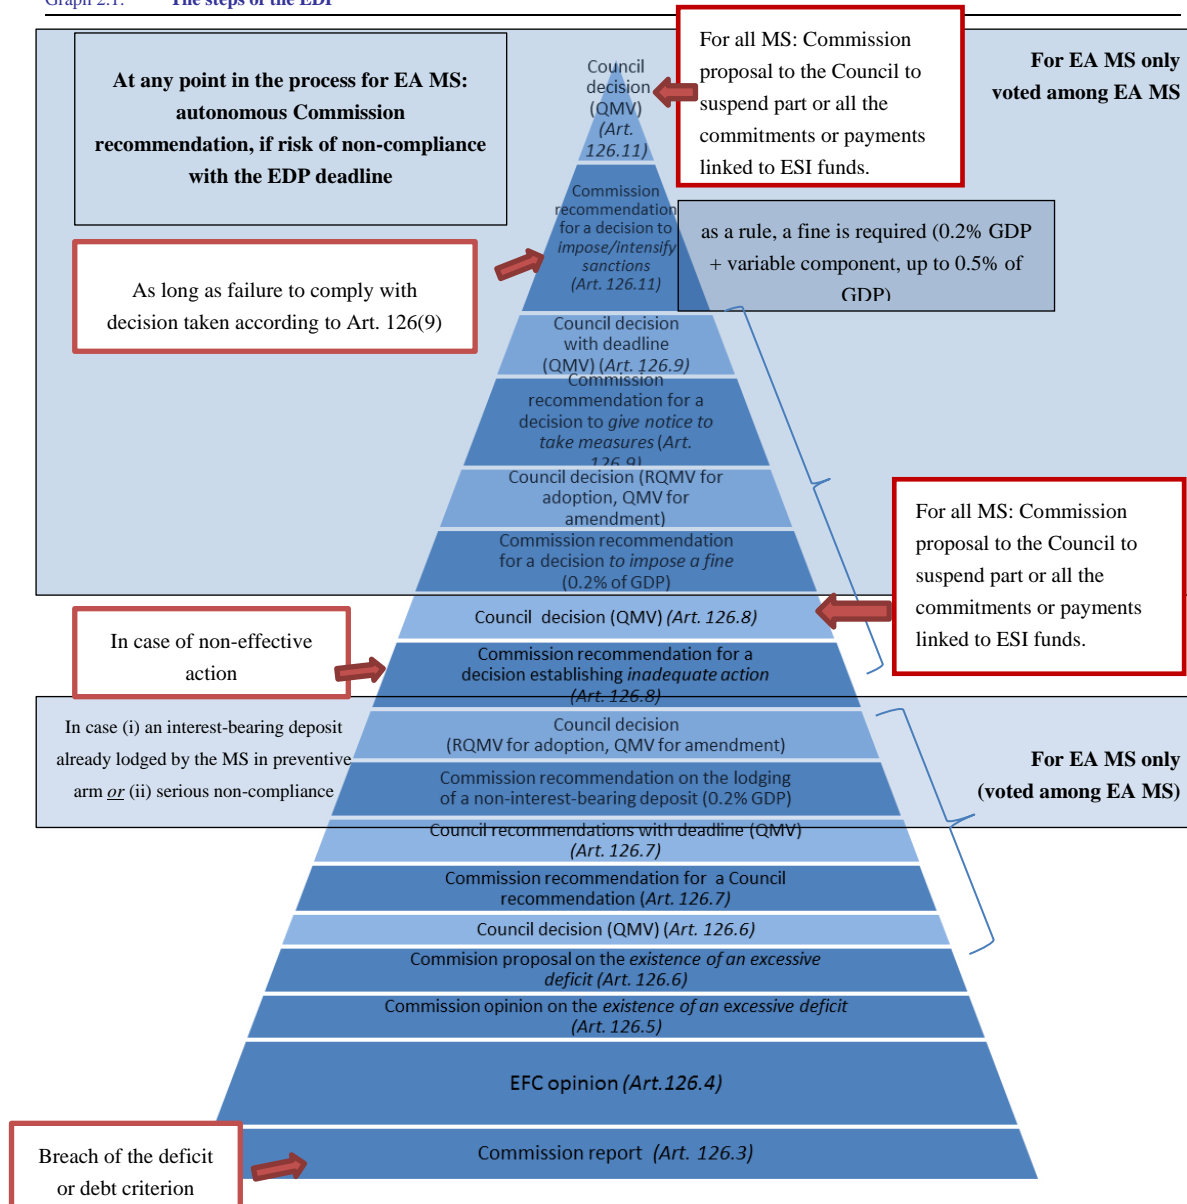 Graph 2.1: The steps of the EDP
At any point in the process for EA MS:
autonomous Commission
recommendation, if risk of non-compliance
with the EDP deadline
Council
decision
(QMV)
(Art.
126.11)
For all MS: Commission
proposal to the Council to
suspend part or all the
commitments or payments
linked to ESI funds.
For EA MS only
voted among EA MS
Commission
recommendation
for a decision to
impose/intensify
sanctions
(Art. 126.11)
as a rule, a fine is required (0.2% GDP
+ variable component, up to 0.5% of
GDP)
As long as failure to comply with
decision taken according to Art. 126(9)
Council decision
with deadline
(QMV) (Art. 126.9)
Commission
recommendation for a
decision to give notice to
take measures (Art.
126.9)
Council decision (RQMV for
adoption, QMV for
amendment)
Commission recommendation
for a decision to impose a fine
(0.2% of GDP)
For all MS: Commission
proposal to the Council to
suspend part or all the
commitments or payments
linked to ESI funds.
Council decision (QMV) (Art. 126.8)
In case of non-effective
action
Commission recommendation for a
decision establishing inadequate action
(Art. 126.8)
In case (i) an interest-bearing deposit
already lodged by the MS in preventive
arm or (ii) serious non-compliance
Council decision
(RQMV for adoption, QMV for amendment)
Commission recommendation on the lodging
of a non-interest-bearing deposit (0.2% GDP)
For EA MS only
(voted among EA MS)
Council recommendations with deadline (QMV)
(Art. 126.7)
Commission recommendation for a Council
recommendation (Art. 126.7)
Council decision (QMV) (Art. 126.6)
Commision proposal on the existence of an excessive
deficit (Art. 126.6)
Commission opinion on the existence of an excessive deficit
(Art. 126.5)
EFC opinion (Art.126.4)
Commission report (Art. 126.3)
Breach of the deficit
or debt criterion